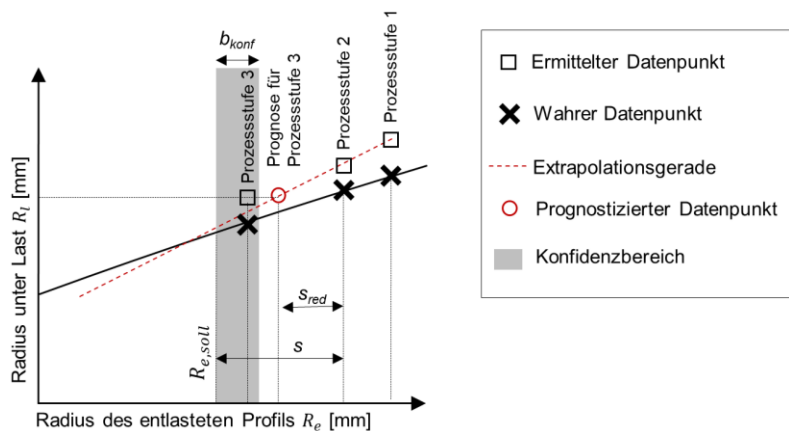 b_konf
Prozessstufe 3
Prognose für
Prozessstufe 3
Prozessstufe 2
Prozessstufe 1
Radius unter Last R_l [mm]
s_red
s
R_e,soll
Radius des entlasteten Profils R_e [mm]
Ermittelter Datenpunkt
Wahrer Datenpunkt
Extrapolationsgerade
Prognostizierter Datenpunkt
Konfidenzbereich